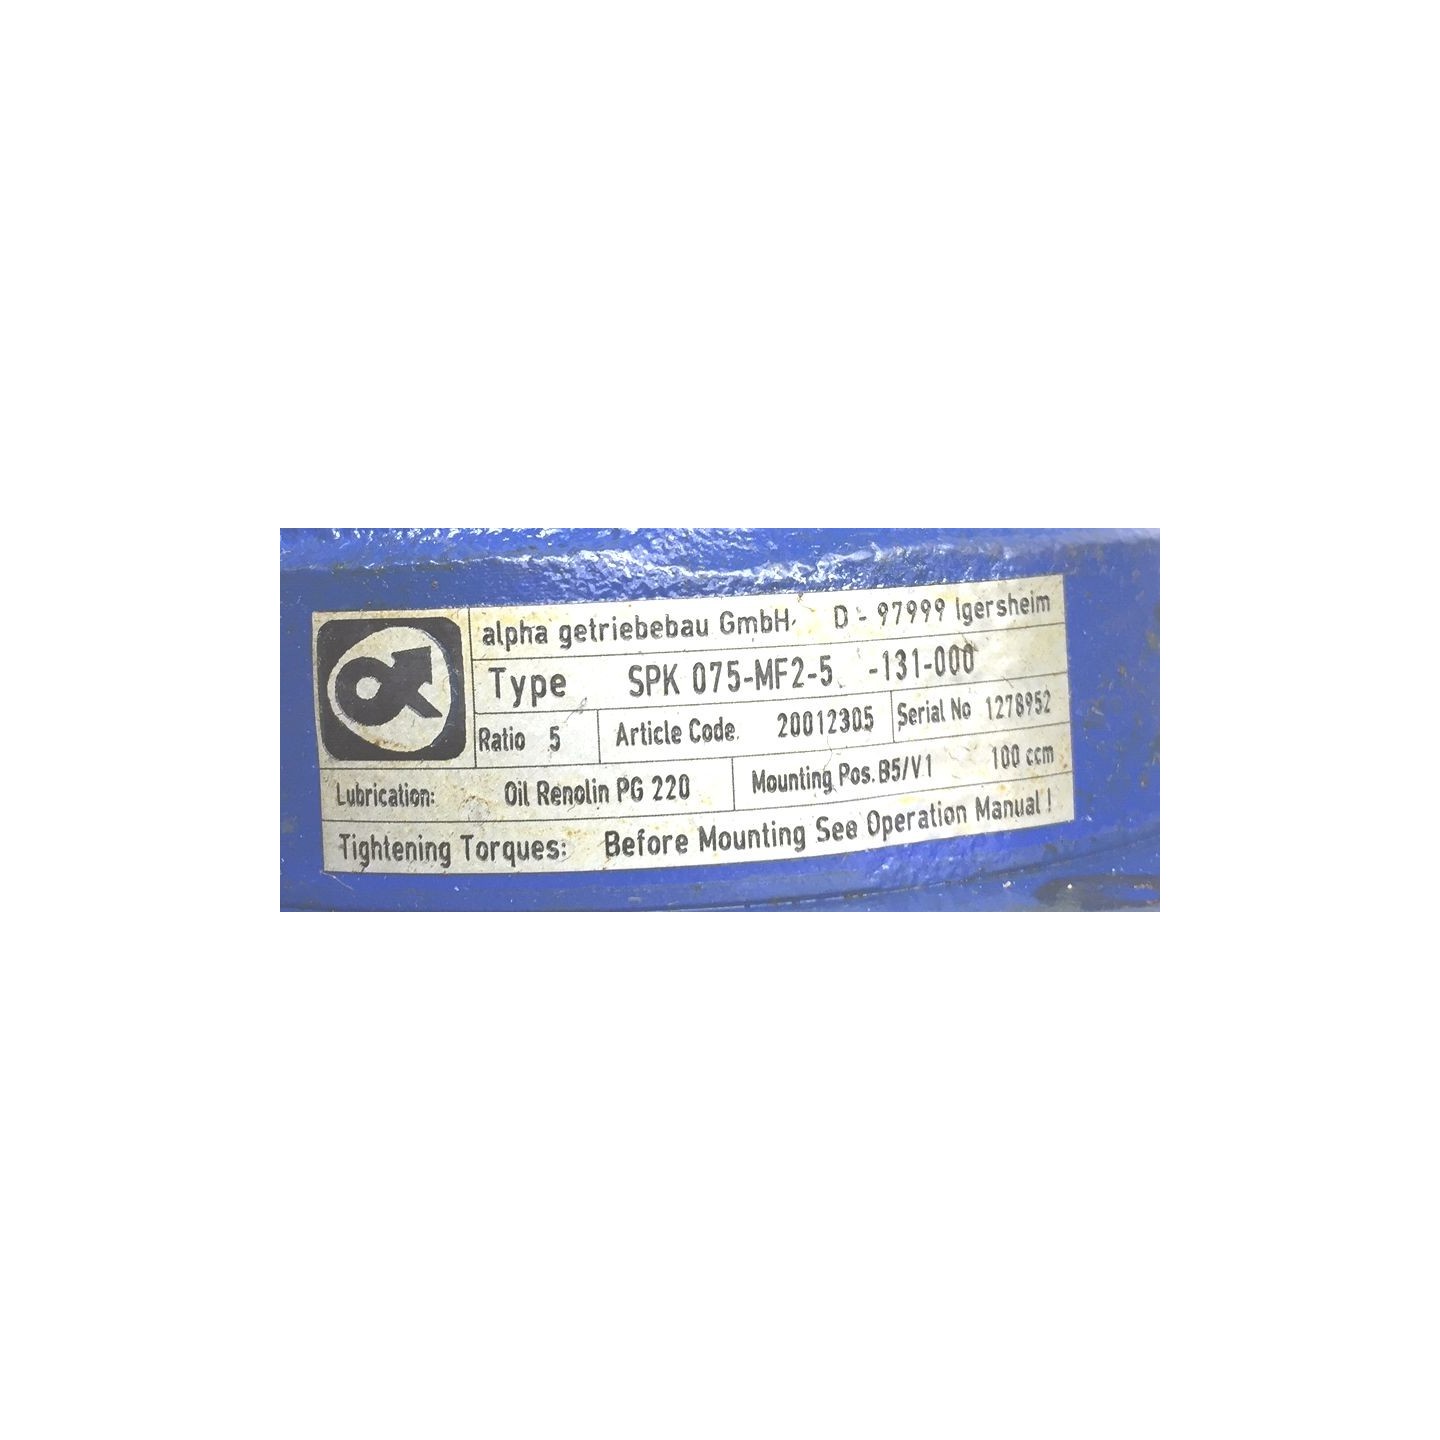 alpha getriebebau GmbH. D - 97999 Igersheim
Type SPK 075-MF2-5 -131-000
Ratio 5 Article Code 20012305 Serial No 1278952
Lubrication: Oil Renolin PG 220 Mounting Pos. B5/V1 100 ccm
Tightening Torques: Before Mounting See Operation Manual !